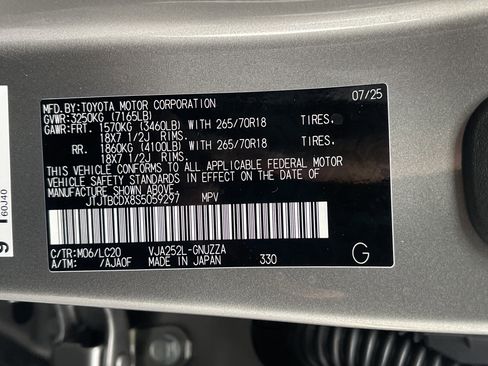 MFD.BY:TOYOTA MOTOR CORPORATION 07/25
GVWR:3250KG (7165LB)
GAWR:FRT. 1570KG (3460LB) WITH 265/70R18 TIRES.
18X7 1/2J RIMS.
RR. 1860KG (4100LB) WITH 265/70R18 TIRES.
18X7 1/2J RIMS.
THIS VEHICLE CONFORMS TO ALL APPLICABLE FEDERAL MOTOR
VEHICLE SAFETY STANDARDS IN EFFECT ON THE DATE OF
MANUFACTURE SHOWN ABOVE.
JTJTBCDX8S5059297 MPV
C/TR:M06/LC20 VJA252L-GNUZZA
A/TM: /AJA0F MADE IN JAPAN 330 G
60J40